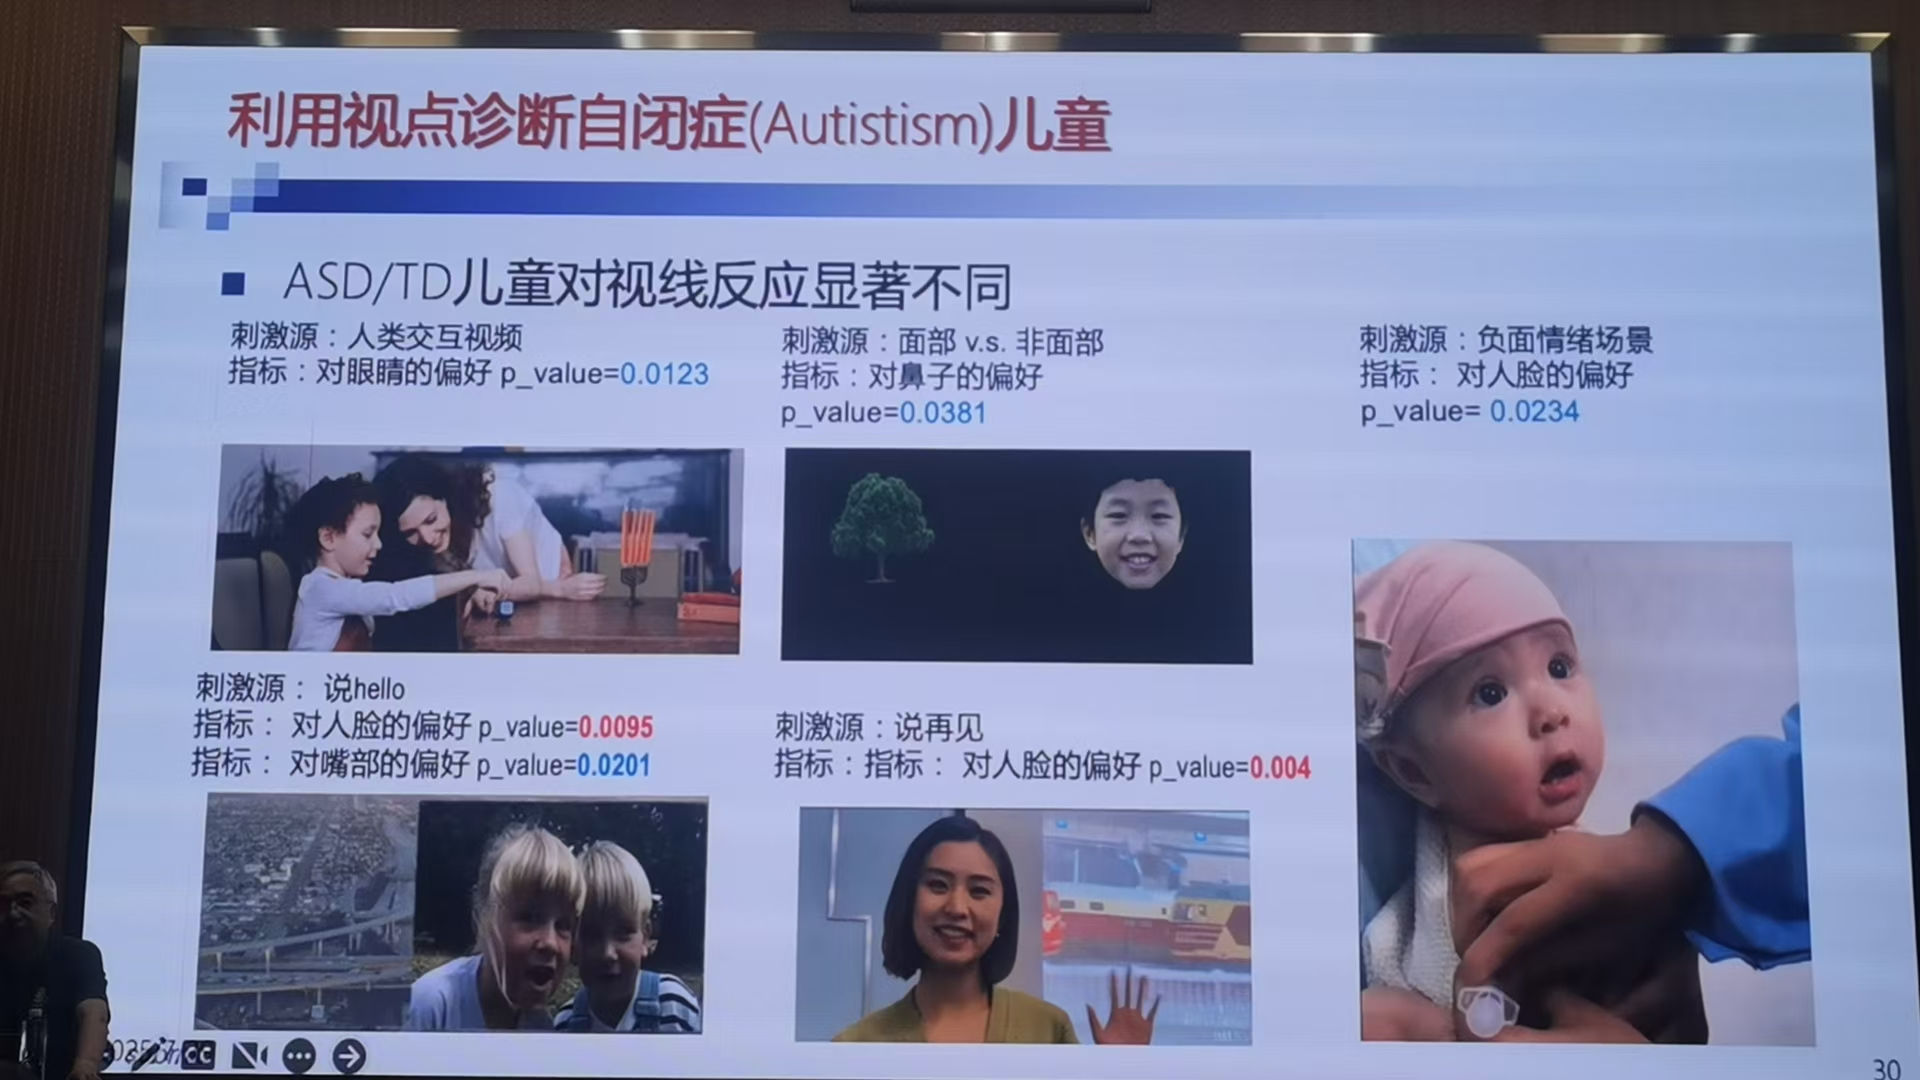 利用视点诊断自闭症(Autistism)儿童
ASD/TD儿童对视线反应显著不同
刺激源：人类交互视频
指标：对眼睛的偏好 p_value=0.0123
刺激源：面部 v.s. 非面部
指标：对鼻子的偏好
p_value=0.0381
刺激源：负面情绪场景
指标： 对人脸的偏好
p_value= 0.0234
刺激源： 说hello
指标： 对人脸的偏好 p_value=0.0095
指标： 对嘴部的偏好 p_value=0.0201
刺激源：说再见
指标：指标： 对人脸的偏好 p_value=0.004
CC
30